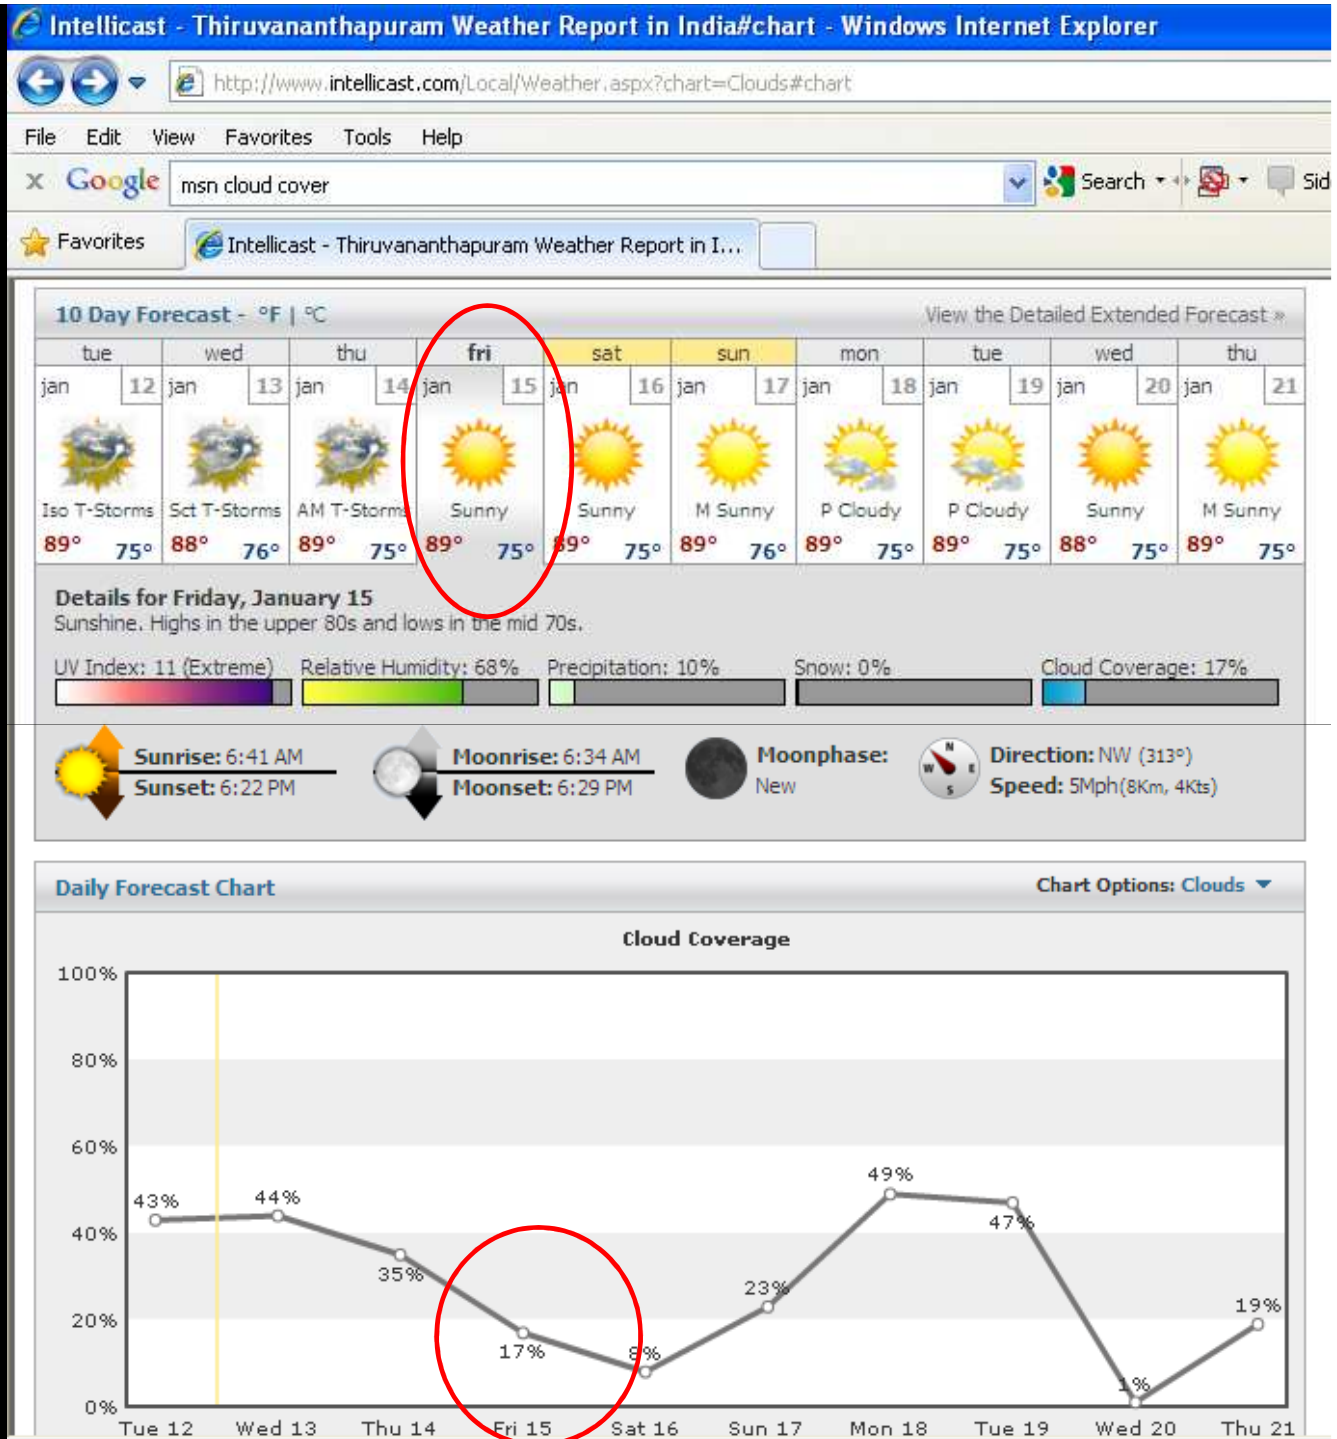 Intellicast - Thiruvananthapuram Weather Report in India#chart - Windows Internet Explorer
http://www.intellicast.com/Local/Weather.aspx?chart=Clouds#chart
File Edit View Favorites Tools Help
x Google msn cloud cover Search Sid
Favorites Intellicast - Thiruvananthapuram Weather Report in I...
10 Day Forecast - °F | °C View the Detailed Extended Forecast »
tue wed thu fri sat sun mon tue wed thu
jan 12 jan 13 jan 14 jan 15 jan 16 jan 17 jan 18 jan 19 jan 20 jan 21
Iso T-Storms Sct T-Storms AM T-Storms Sunny Sunny M Sunny P Cloudy P Cloudy Sunny M Sunny
89° 75° 88° 76° 89° 75° 89° 75° 89° 75° 89° 76° 89° 75° 89° 75° 88° 75° 89° 75°
Details for Friday, January 15
Sunshine. Highs in the upper 80s and lows in the mid 70s.
UV Index: 11 (Extreme) Relative Humidity: 68% Precipitation: 10% Snow: 0% Cloud Coverage: 17%
Sunrise: 6:41 AM Moonrise: 6:34 AM Moonphase: N W E S Direction: NW (313°)
Sunset: 6:22 PM Moonset: 6:29 PM New Speed: 5Mph(8Km, 4Kts)
Daily Forecast Chart Chart Options: Clouds
Cloud Coverage
100%
80%
60%
49%
43% 44%
40% 47%
35%
23%
20% 19%
17% 8%
1%
0%
Tue 12 Wed 13 Thu 14 Fri 15 Sat 16 Sun 17 Mon 18 Tue 19 Wed 20 Thu 21